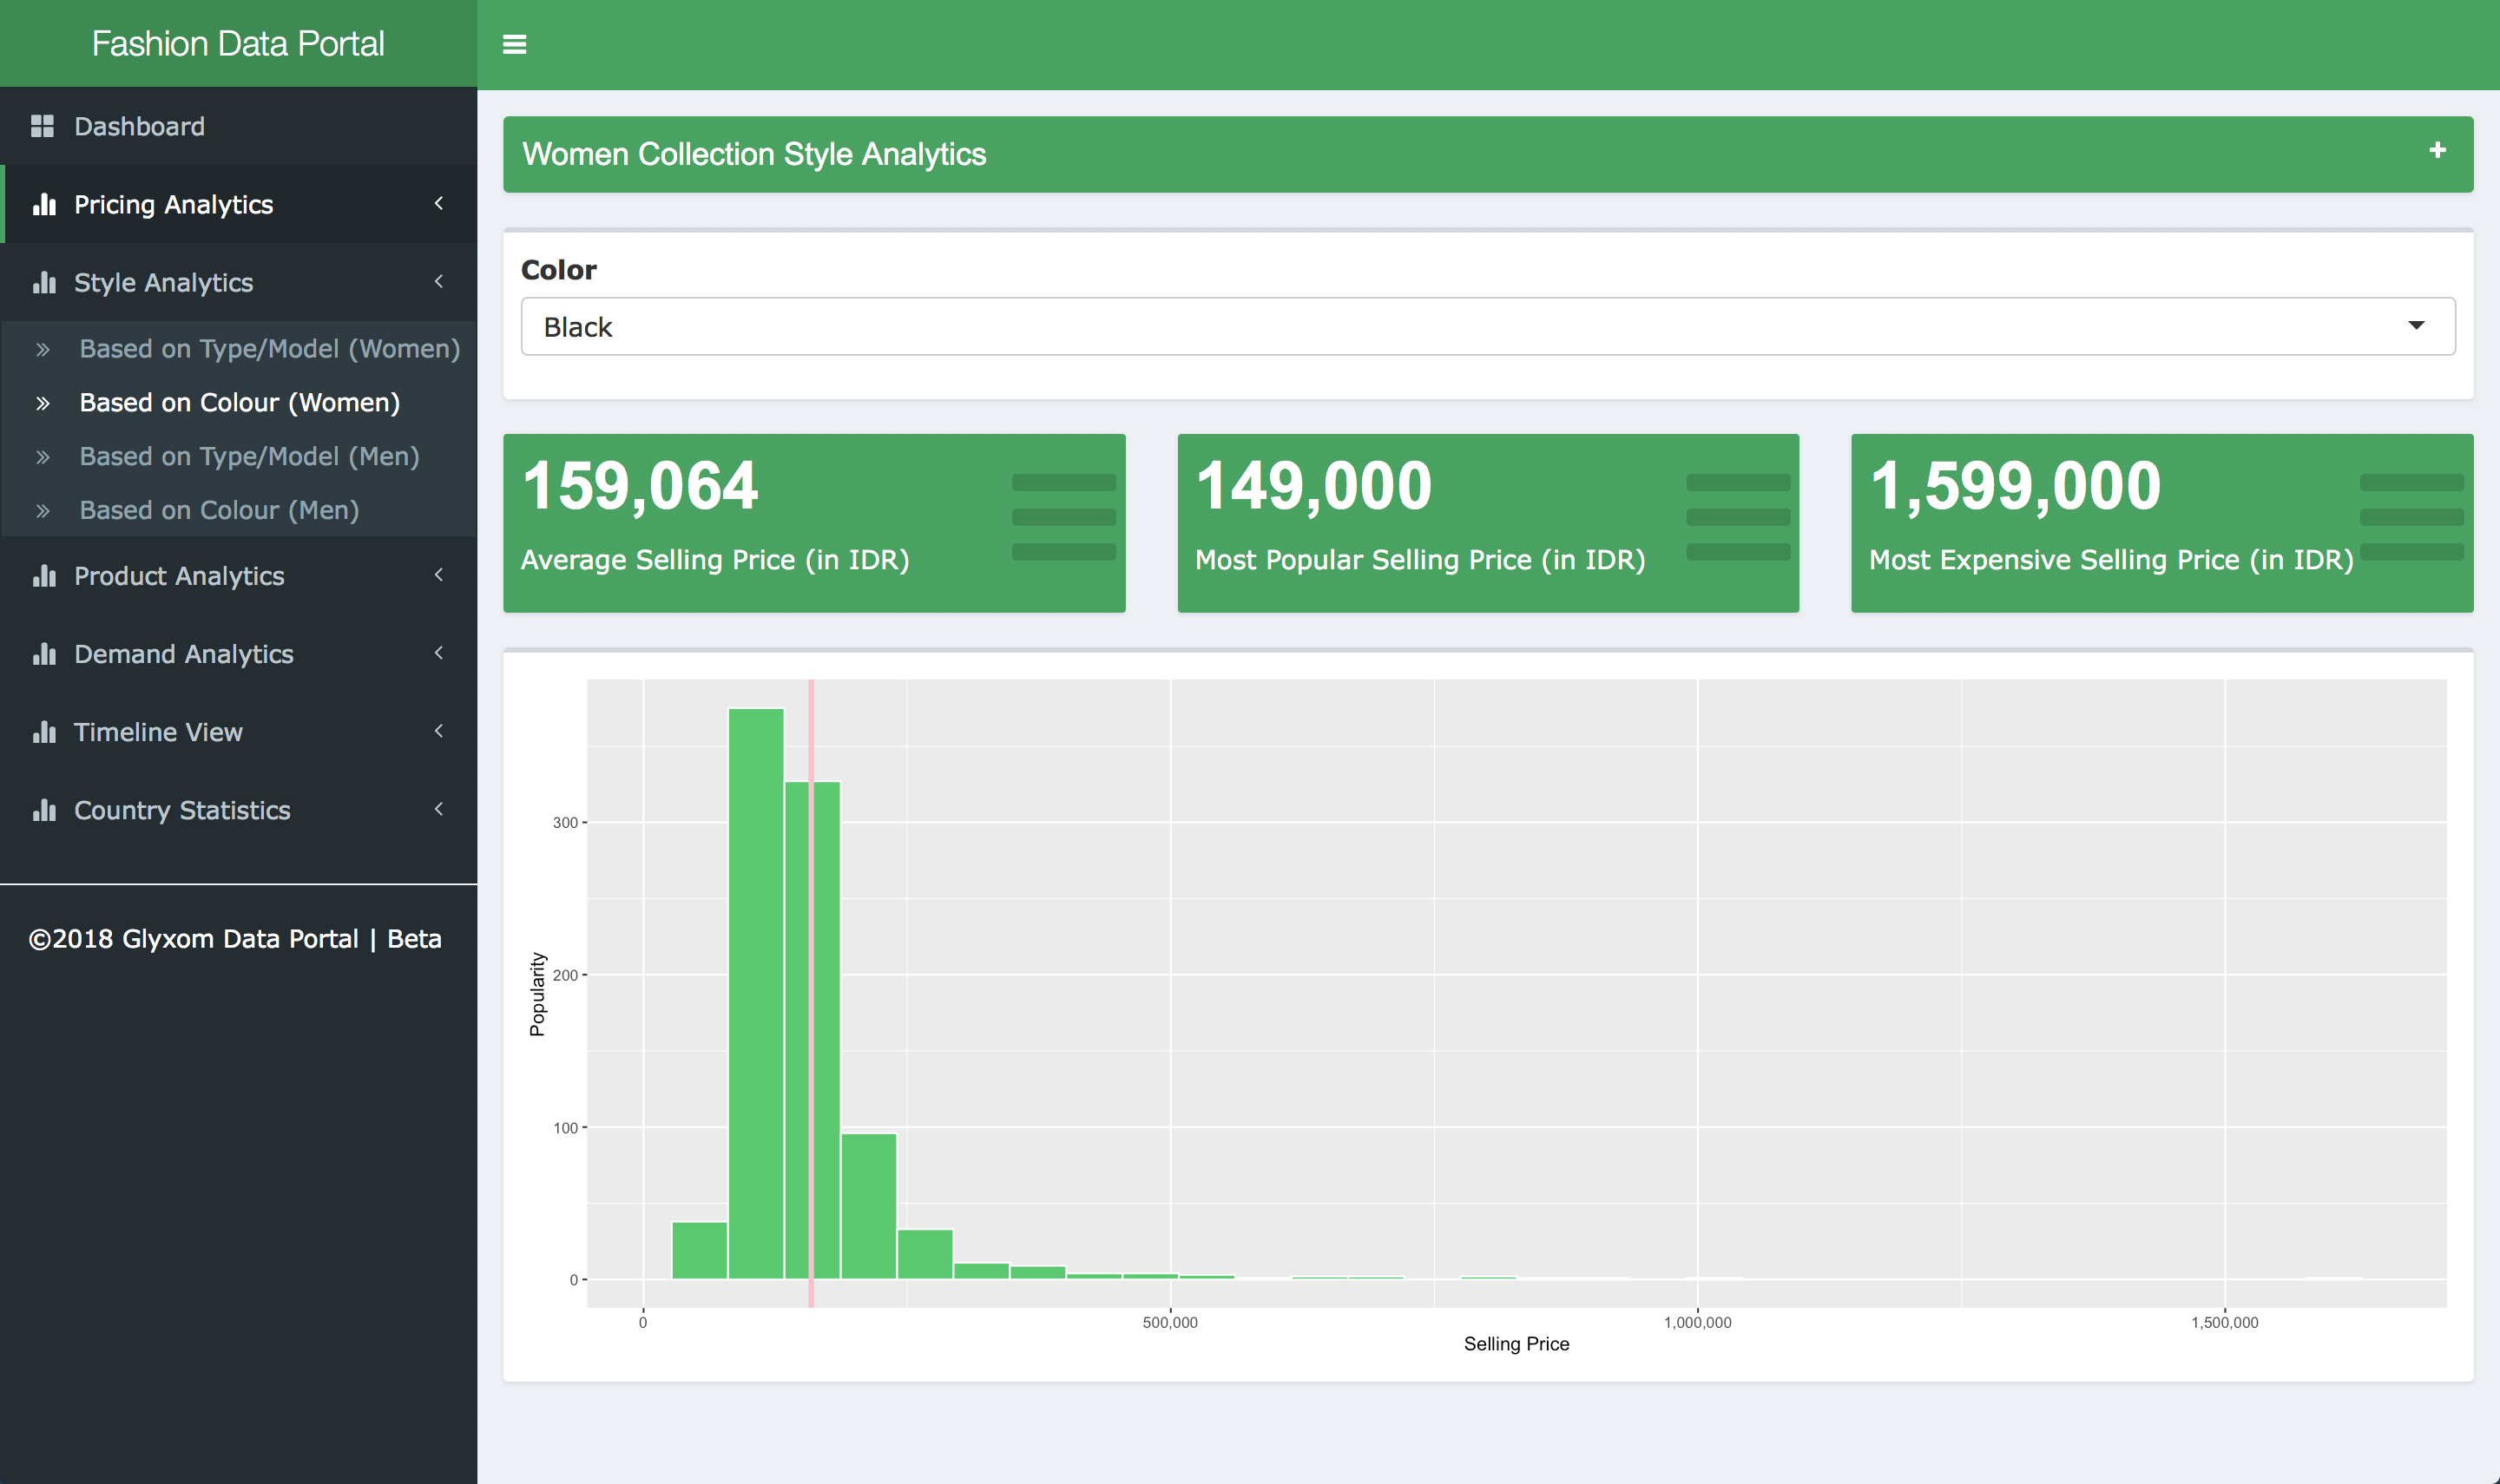 Fashion Data Portal
Dashboard
Pricing Analytics
Style Analytics
Based on Type/Model (Women)
Based on Colour (Women)
Based on Type/Model (Men)
Based on Colour (Men)
Product Analytics
Demand Analytics
Timeline View
Country Statistics
©2018 Glyxom Data Portal | Beta
Women Collection Style Analytics
Color
Black
159,064
Average Selling Price (in IDR)
149,000
Most Popular Selling Price (in IDR)
1,599,000
Most Expensive Selling Price (in IDR)
Popularity
300
200
100
0
0
500,000
1,000,000
1,500,000
Selling Price